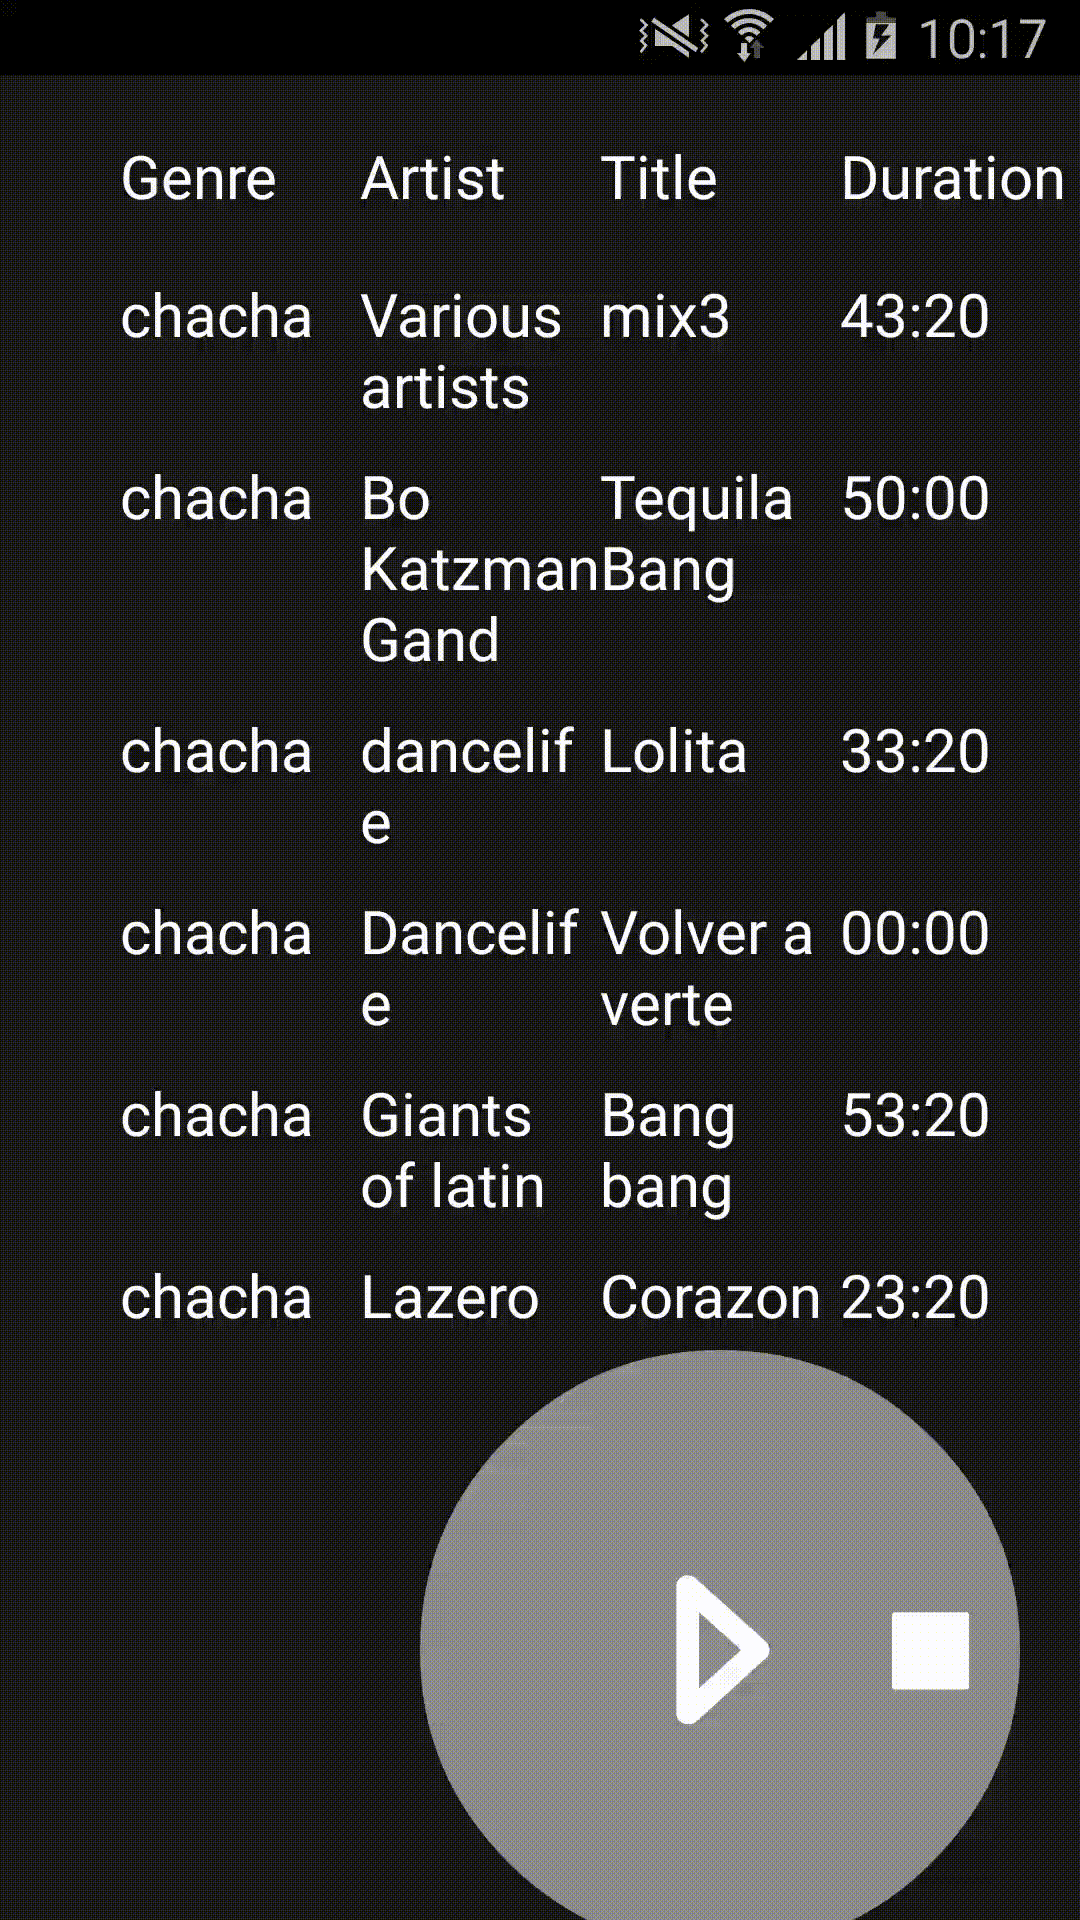 10:17
Genre Artist Title Duration
chacha Various mix3 43:20
artists
chacha Bo Tequila 50:00
Katzman Bang
Gand
chacha dancelif Lolita 33:20
e
chacha Dancelif Volver a 00:00
e verte
chacha Giants Bang 53:20
of latin bang
chacha Lazero Corazon 23:20